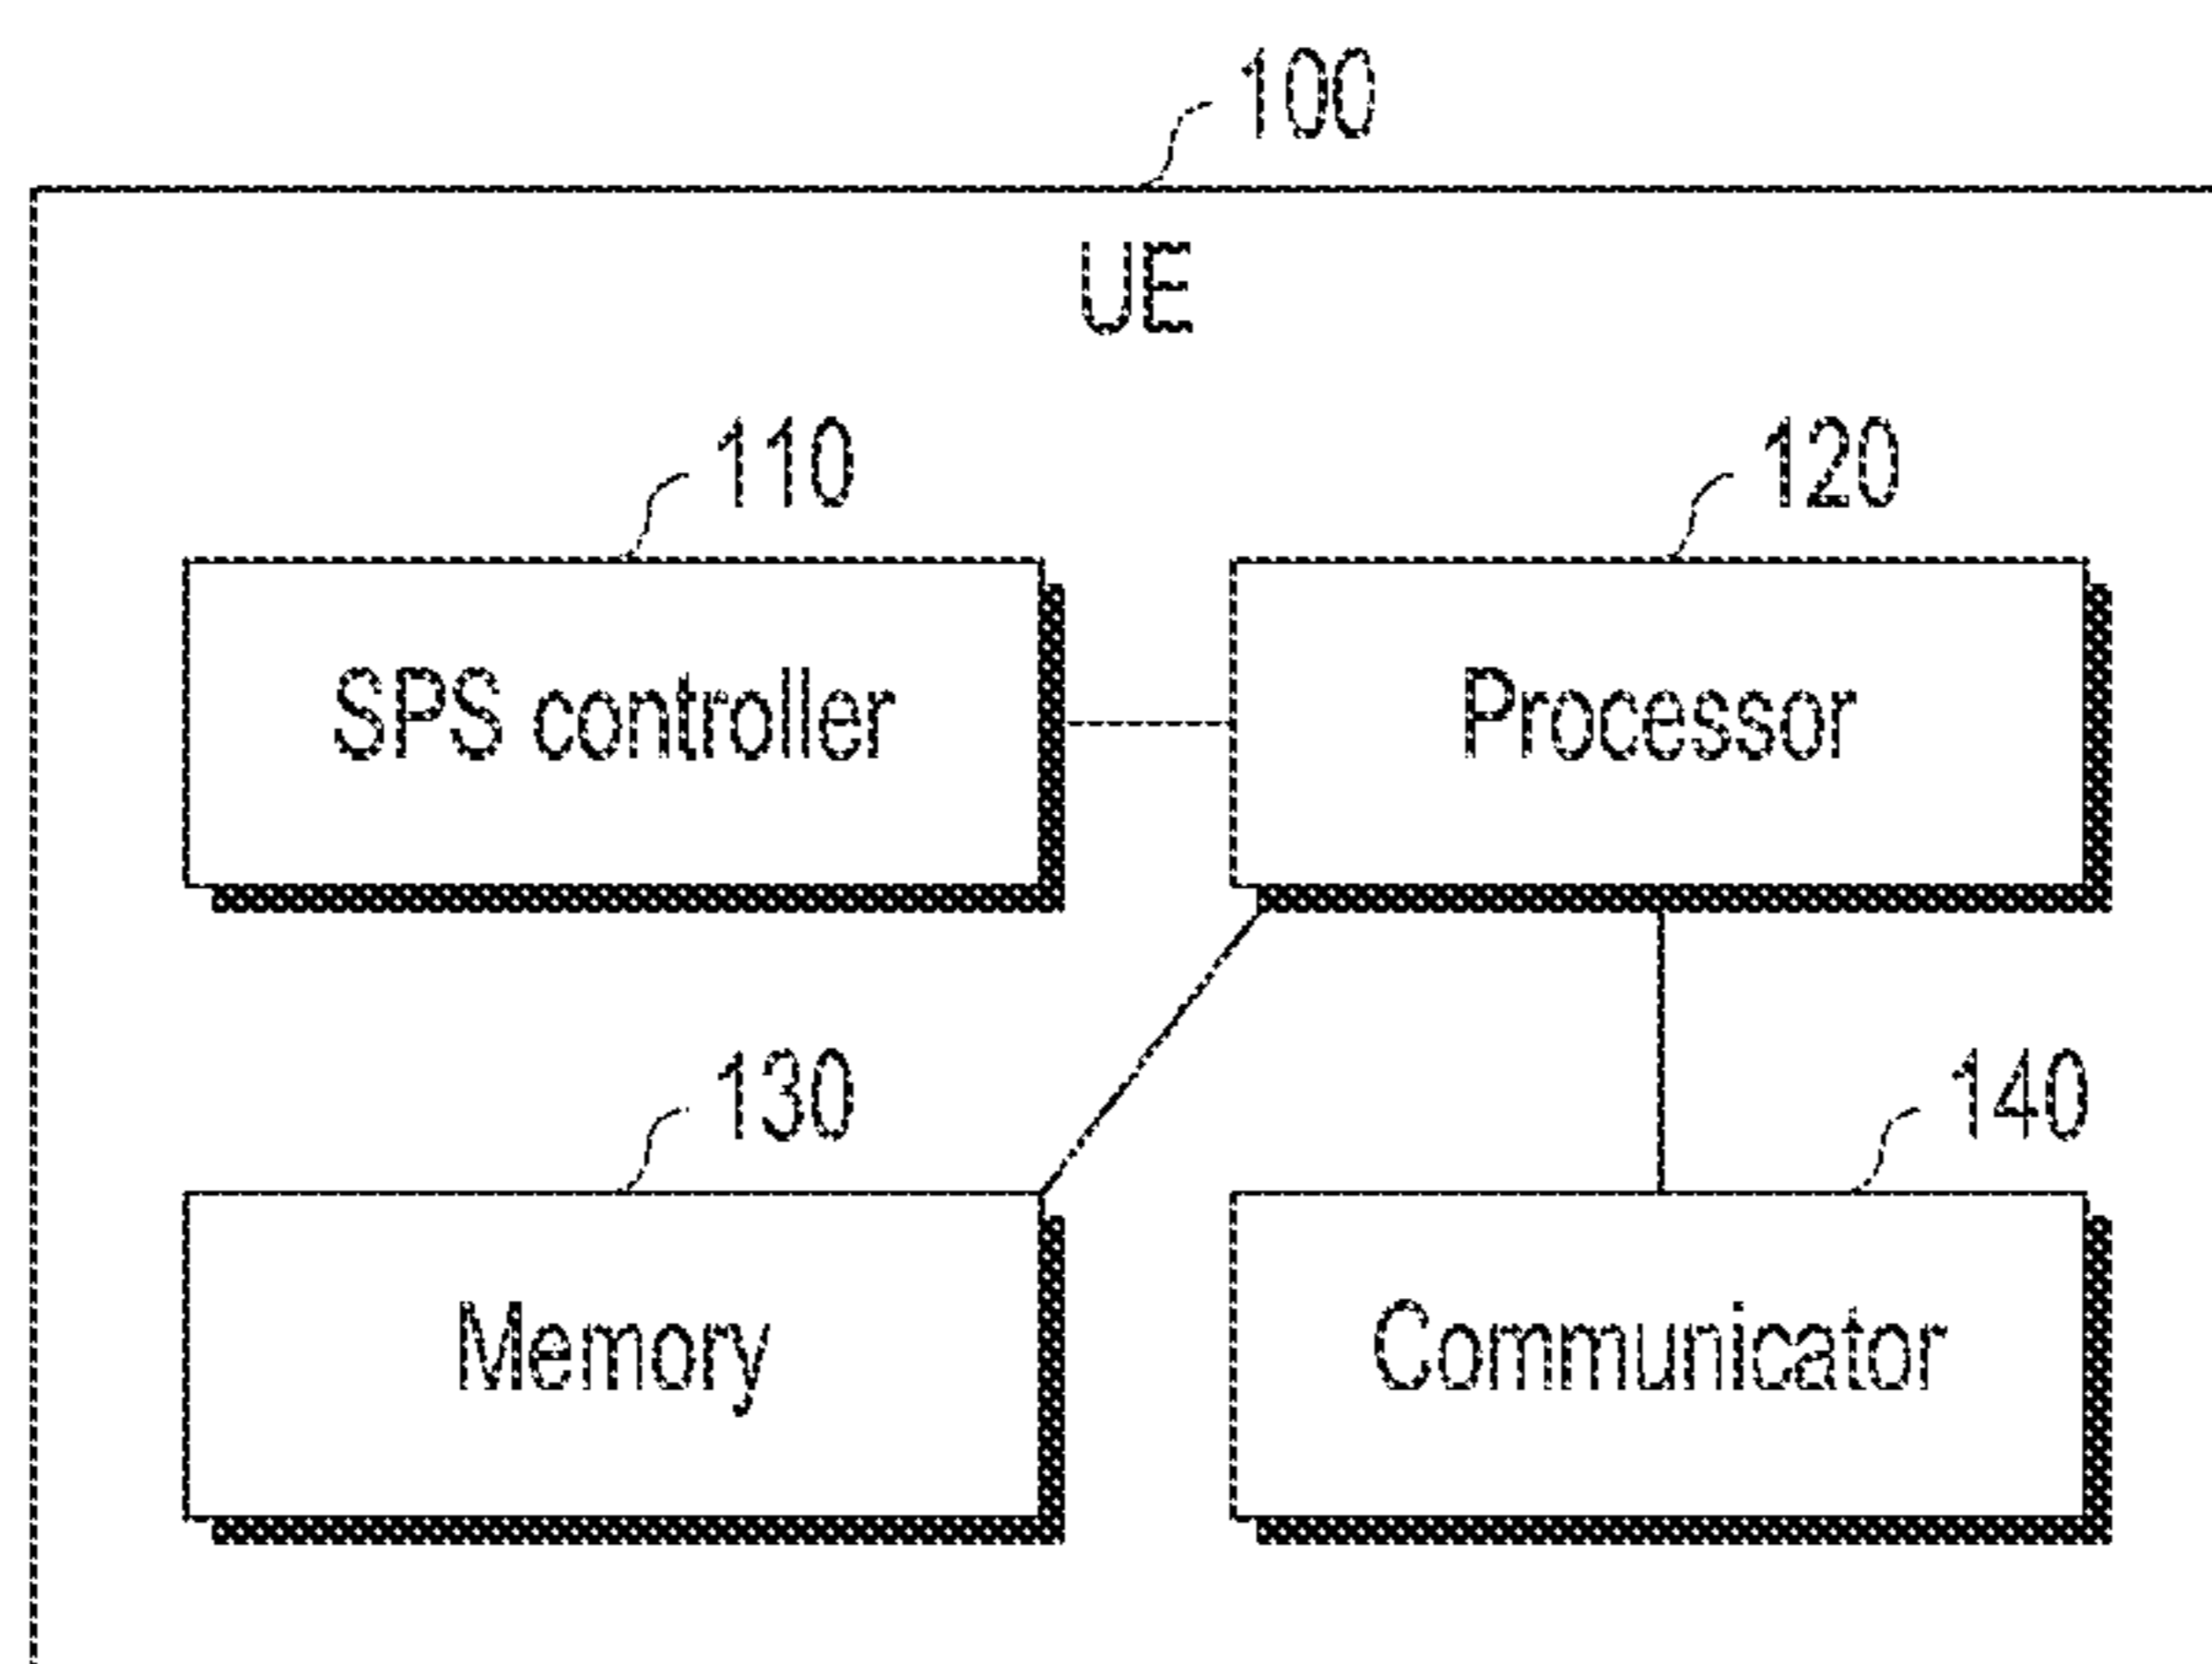 100
UE
110
120
SPS controller
Processor
130
140
Memory
Communicator